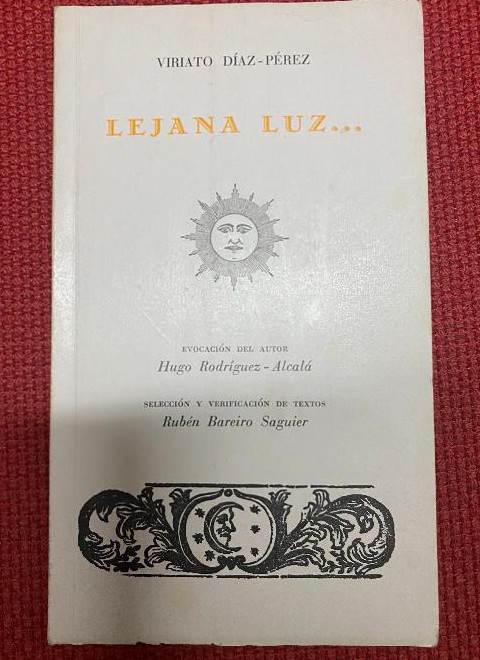 VIRIATO DÍAZ-PÉREZ
LEJANA LUZ...
EVOCACIÓN DEL AUTOR
Hugo Rodríguez-Alcalá
SELECCIÓN Y VERIFICACIÓN DE TEXTOS
Rubén Bareiro Saguier